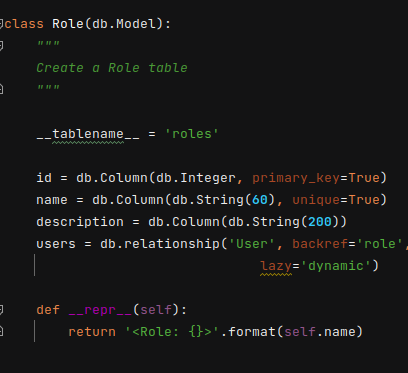 class Role(db.Model):
"""
Create a Role table
"""
__tablename__ = 'roles'
id = db.Column(db.Integer, primary_key=True)
name = db.Column(db.String(60), unique=True)
description = db.Column(db.String(200))
users = db.relationship('User', backref='role',
lazy='dynamic')
def __repr__(self):
return '<Role: {}>'.format(self.name)